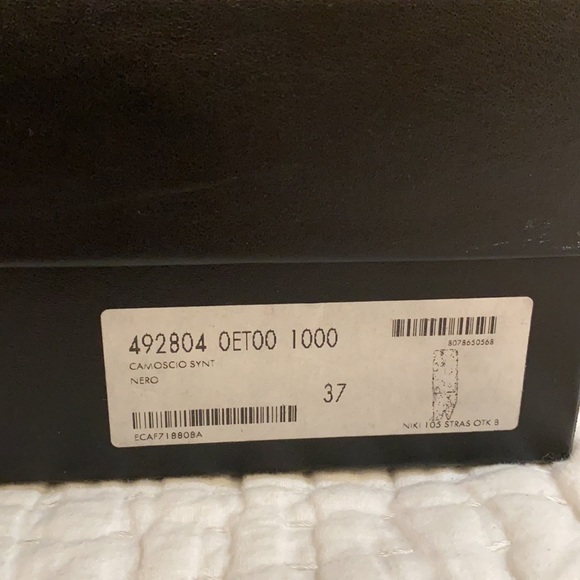 492804 0ET00 1000
8078650568
CAMOSCIO SYNT
NERO
37
ECAF71880BA
NIKI 105 STRAS OTK B